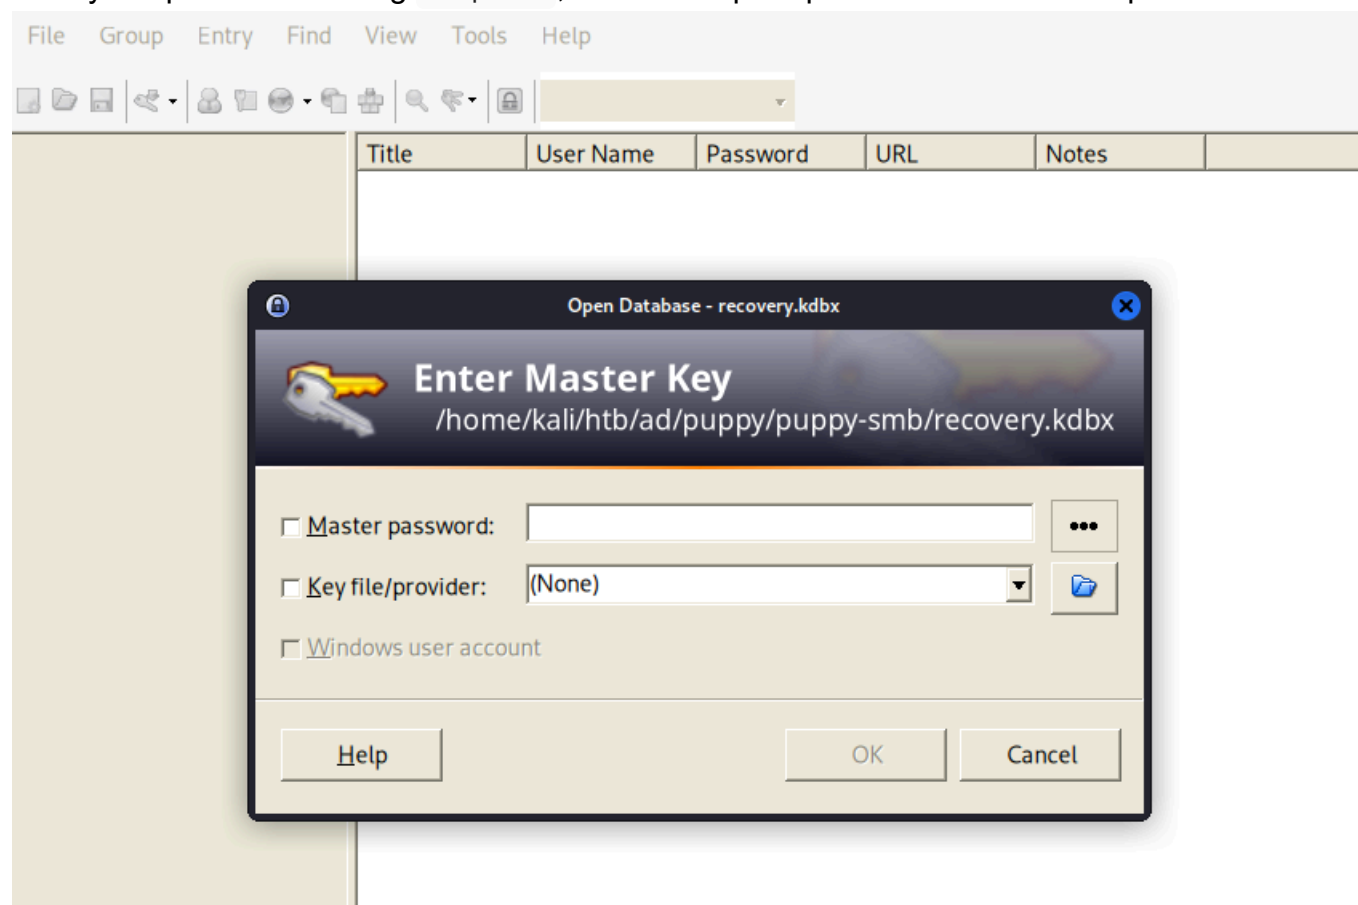 File Group Entry Find View Tools Help
Title User Name Password URL Notes
Open Database - recovery.kdbx
Enter Master Key
/home/kali/htb/ad/puppy/puppy-smb/recovery.kdbx
Master password:
Key file/provider: (None)
Windows user account
Help OK Cancel